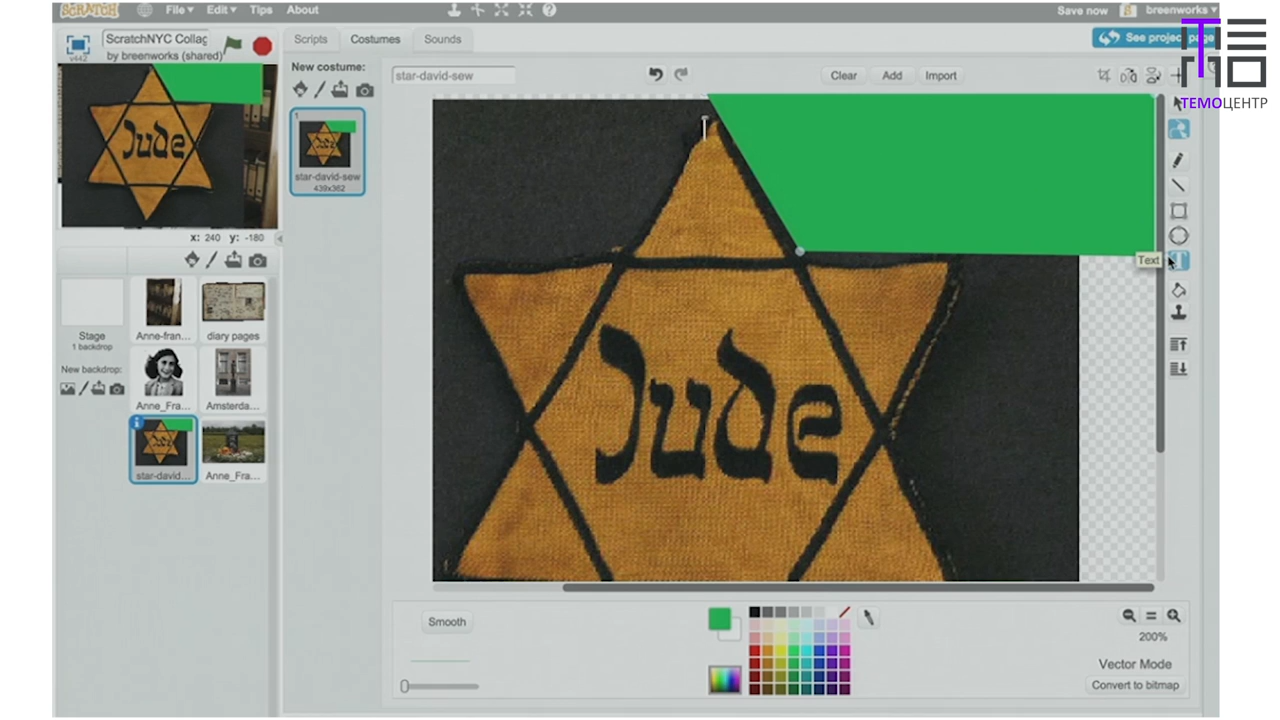 SCRATCH File▾ Edit▾ Tips About Save now breenworks ▾
ScratchNYC Collag
by breenworks (shared)
v442
Scripts Costumes Sounds
See project page
ТЕМО
ТЕМОЦЕНТР
New costume:
star-david-sew
Clear Add Import
1
star-david-sew
439x362
Jude
Jude
Text
x: 240 y: -180
Stage
1 backdrop
New backdrop:
Anne-fran... diary pages
Anne_Fra... Amsterda...
star-david... Anne_Fra...
Smooth
200%
Vector Mode
Convert to bitmap